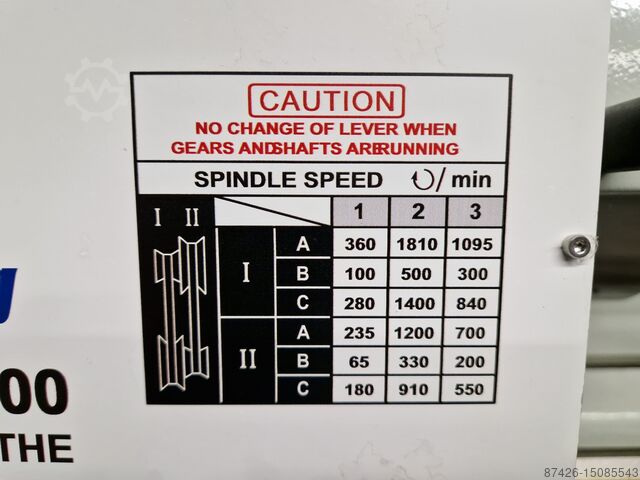 CAUTION
NO CHANGE OF LEVER WHEN
GEARS ANDSHAFTS ARERUNNING
SPINDLE SPEED /min
I II 1 2 3
I A 360 1810 1095
B 100 500 300
C 280 1400 840
II A 235 1200 700
B 65 330 200
C 180 910 550
00
THE
87426-15085543